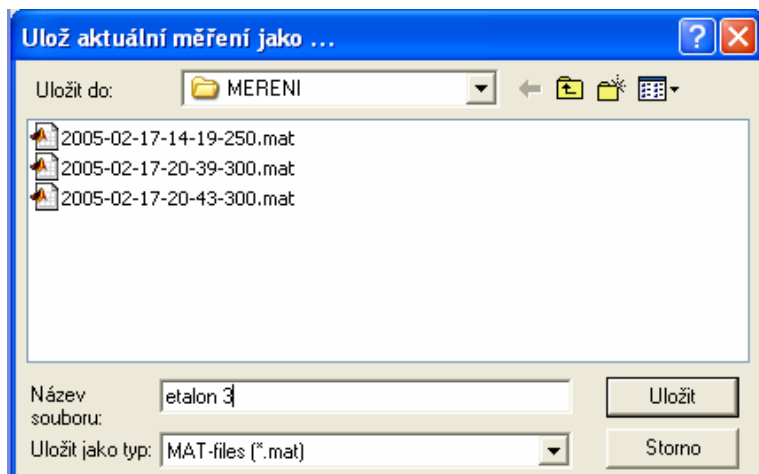 Ulož aktuální měření jako ...
Uložit do: MERENI
2005-02-17-14-19-250.mat
2005-02-17-20-39-300.mat
2005-02-17-20-43-300.mat
Název souboru: etalon 3 Uložit
Uložit jako typ: MAT-files (*.mat) Storno